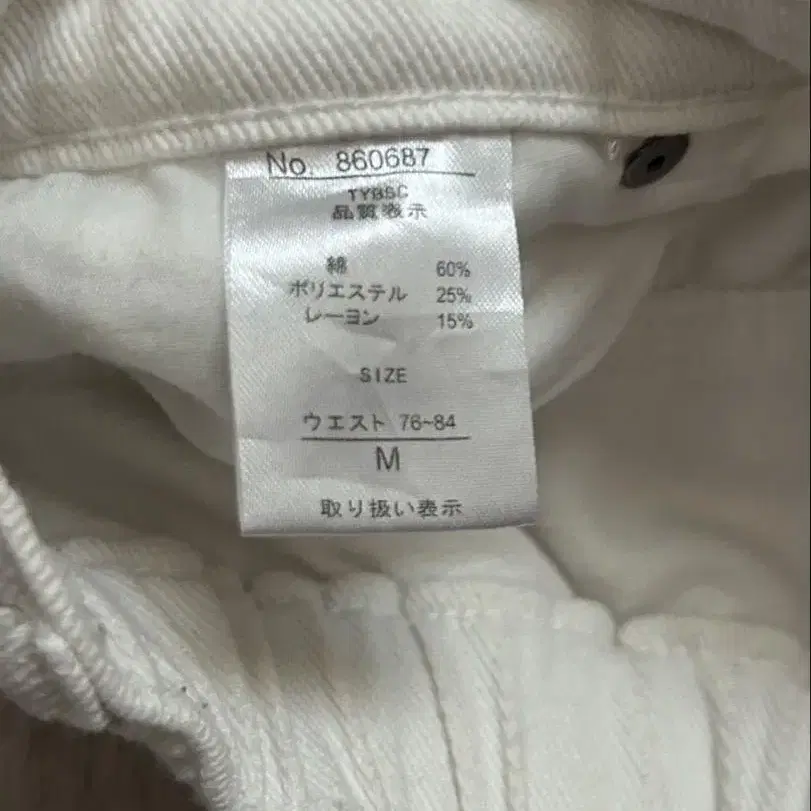 No. 860687
TYBSC
品質表示
綿 60%
ポリエステル 25%
レーヨン 15%
SIZE
ウエスト 76~84
M
取り扱い表示